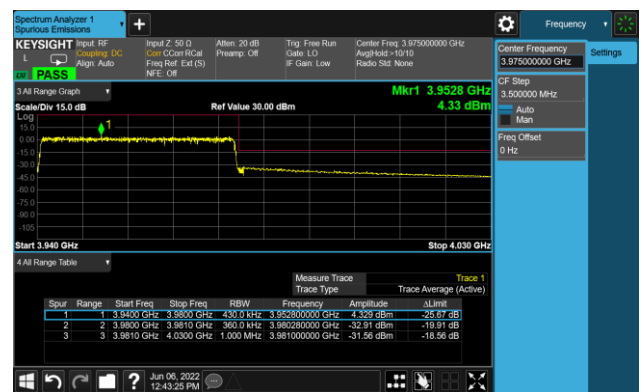 Spectrum Analyzer 1
Spurious Emissions
Frequency
KEYSIGHT
Input: RF
Coupling: DC
Align: Auto
Input Z: 50 Ω
Corr CCorr RCal
Freq Ref: Ext (S)
NFE: Off
Atten: 20 dB
Preamp: Off
Trig: Free Run
Gate: LO
IF Gain: Low
Center Freq: 3.975000000 GHz
Avg|Hold:>10/10
Radio Std: None
L
LXI
PASS
Center Frequency
3.975000000 GHz
Settings
CF Step
3.500000 MHz
Auto
Man
Freq Offset
0 Hz
3 All Range Graph
Mkr1 3.9528 GHz
4.33 dBm
Scale/Div 15.0 dB
Ref Value 30.00 dBm
Log
15.0
0.00
-15.0
-30.0
-45.0
-60.0
-75.0
-90.0
-105
1
Start 3.940 GHz
Stop 4.030 GHz
4 All Range Table
Measure Trace Trace 1
Trace Type Trace Average (Active)
Spur Range Start Freq Stop Freq RBW Frequency Amplitude ΔLimit
1 1 3.9400 GHz 3.9800 GHz 430.0 kHz 3.952800000 GHz 4.329 dBm -25.67 dB
2 2 3.9800 GHz 3.9810 GHz 360.0 kHz 3.980280000 GHz -32.91 dBm -19.91 dB
3 3 3.9810 GHz 4.0300 GHz 1.000 MHz 3.981000000 GHz -31.56 dBm -18.56 dB
Jun 06, 2022
12:43:25 PM